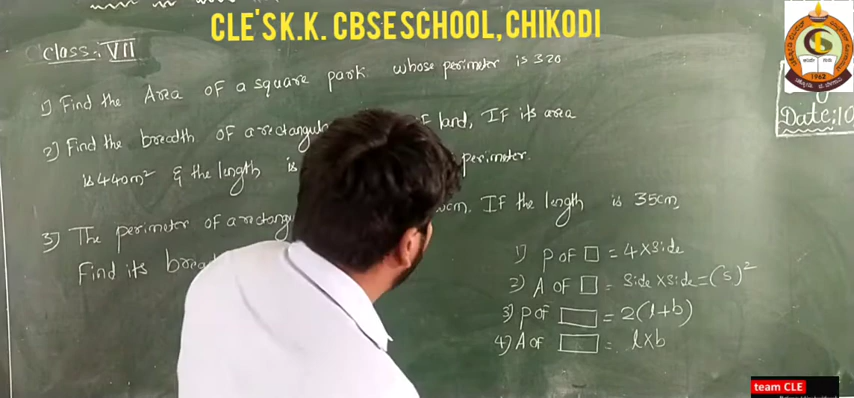 CLE'S K.K. CBSE SCHOOL, CHIKODI
Class: VII
1) Find the Area of a square park whose perimeter is 320
2) Find the breadth of a rectangular land, If its area
is 440m² & the length is perimeter.
3) The perimeter of a cm. If the length is 35cm
Find its
1) P of □ = 4 × Side
2) A of □ = Side × Side = (s)²
3) P of ▭ = 2(l+b)
4) A of ▭ = l×b
Date: 10
1962
team CLE